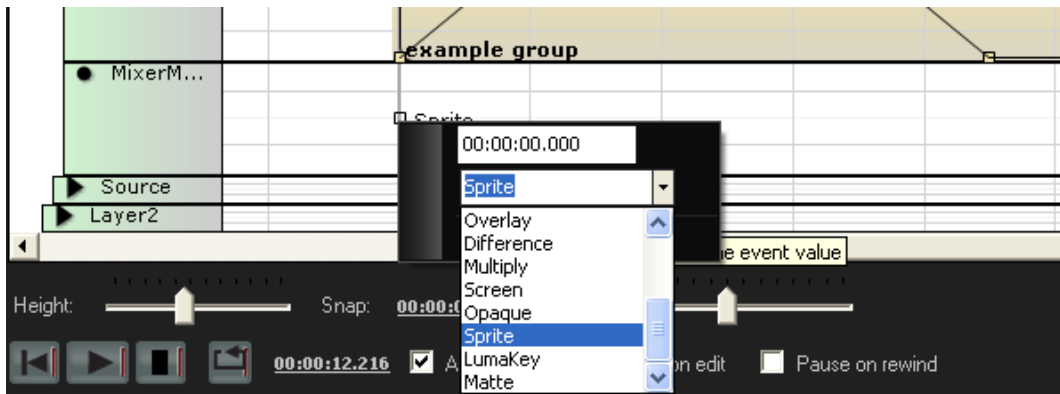 example group
MixerM...
Sprite
00:00:00.000
Sprite
Source
Layer2
Overlay
Difference
Multiply
Screen
Opaque
Sprite
LumaKey
Matte
event value
Height:
Snap:
00:00:12.216
on edit
Pause on rewind